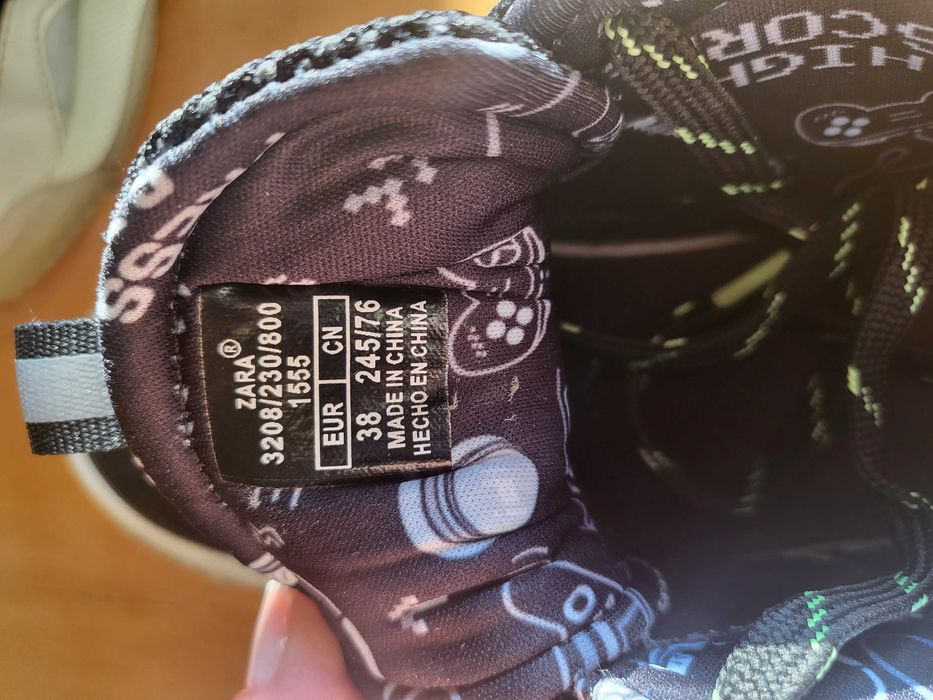 ZARA®
3208/230/800
1555
EUR CN
38 245/76
MADE IN CHINA
HECHO EN CHINA
HIGH
SCOR